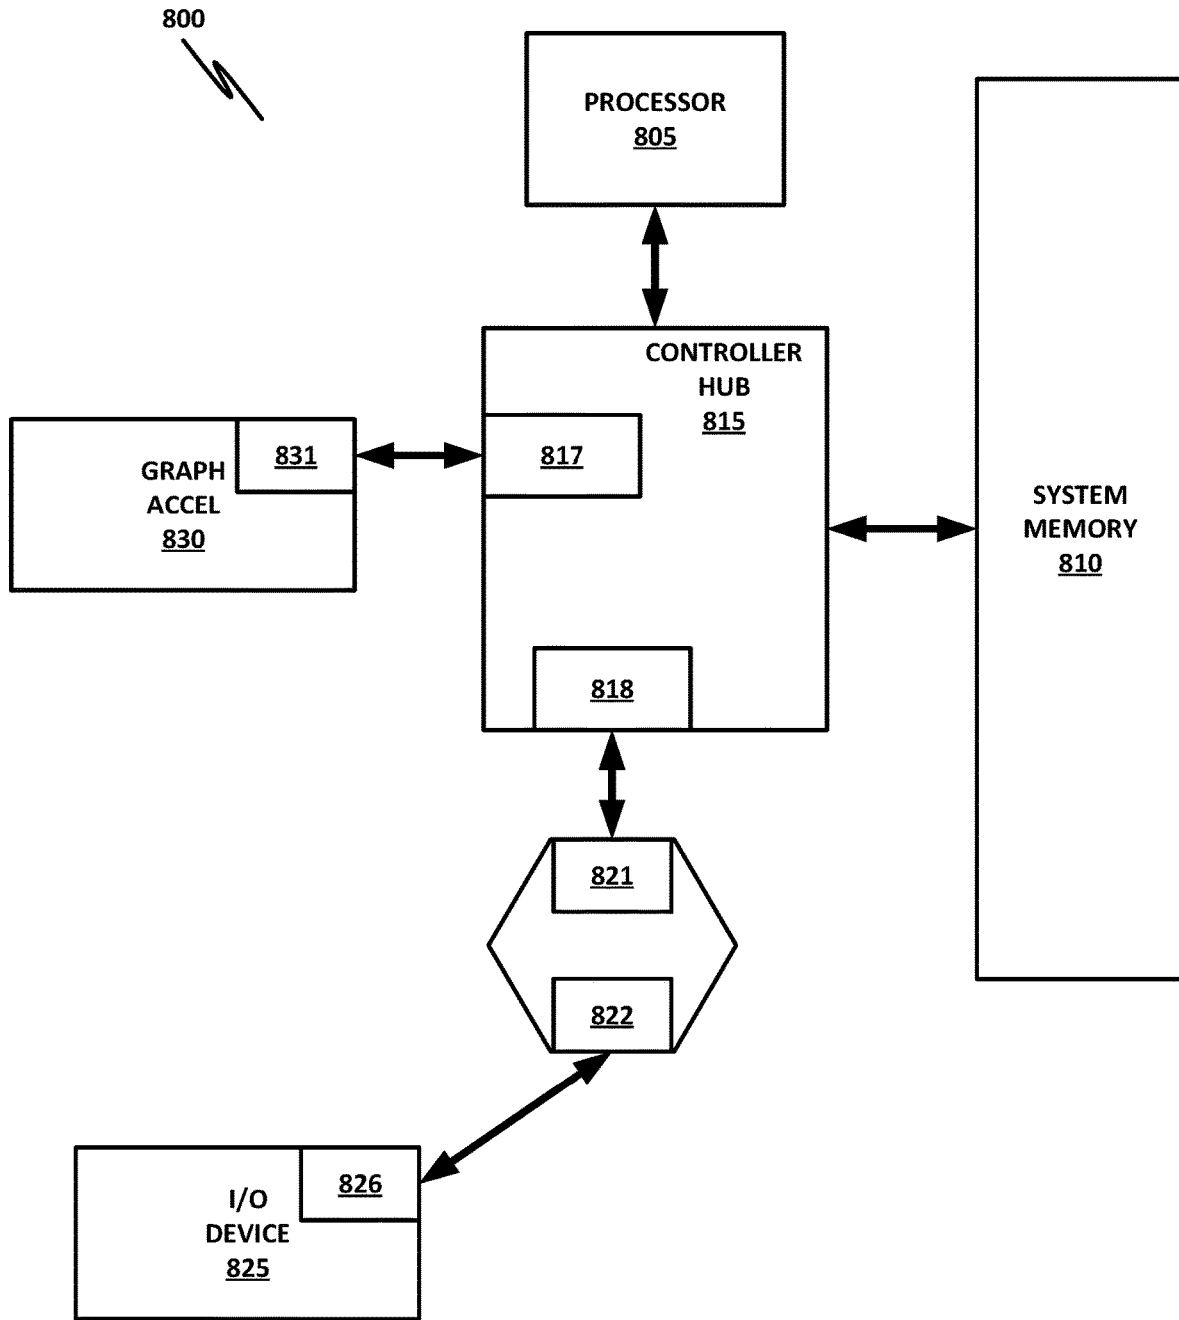 800
PROCESSOR
805
CONTROLLER
HUB
815
817
831
GRAPH
ACCEL
830
SYSTEM
MEMORY
810
818
821
822
826
I/O
DEVICE
825